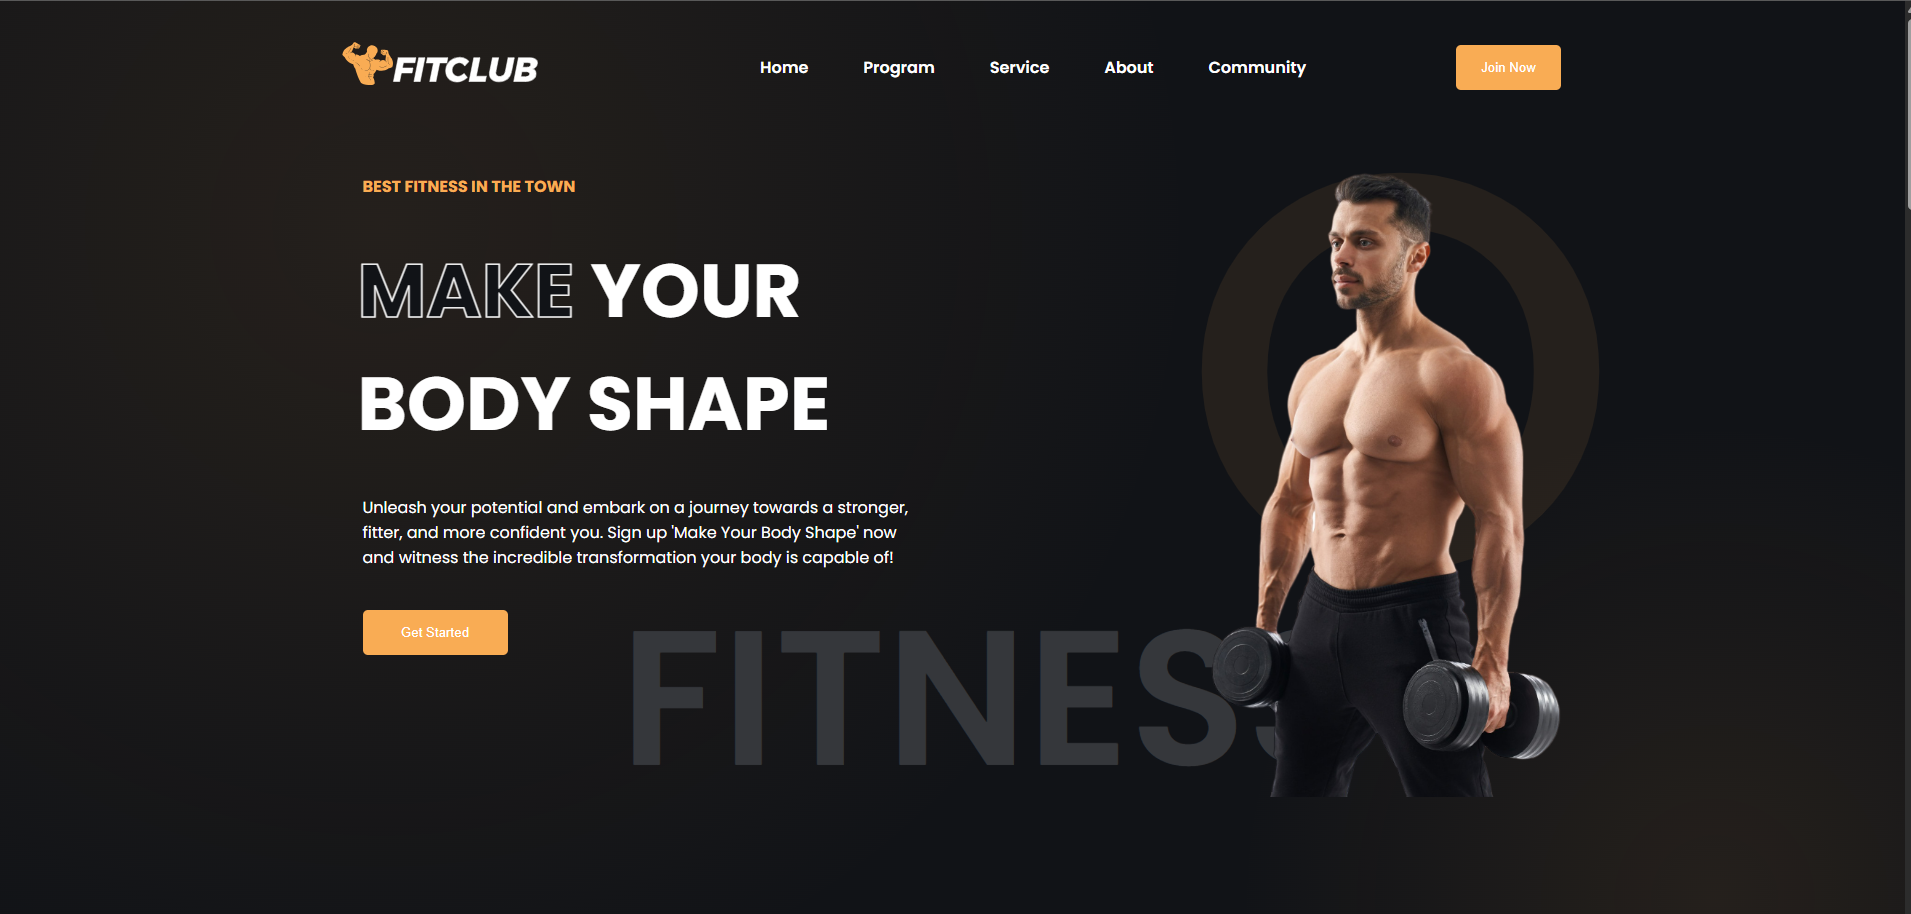 FITCLUB
Home
Program
Service
About
Community
Join Now
BEST FITNESS IN THE TOWN
MAKE YOUR
BODY SHAPE
Unleash your potential and embark on a journey towards a stronger,
fitter, and more confident you. Sign up 'Make Your Body Shape' now
and witness the incredible transformation your body is capable of!
Get Started
FITNESS